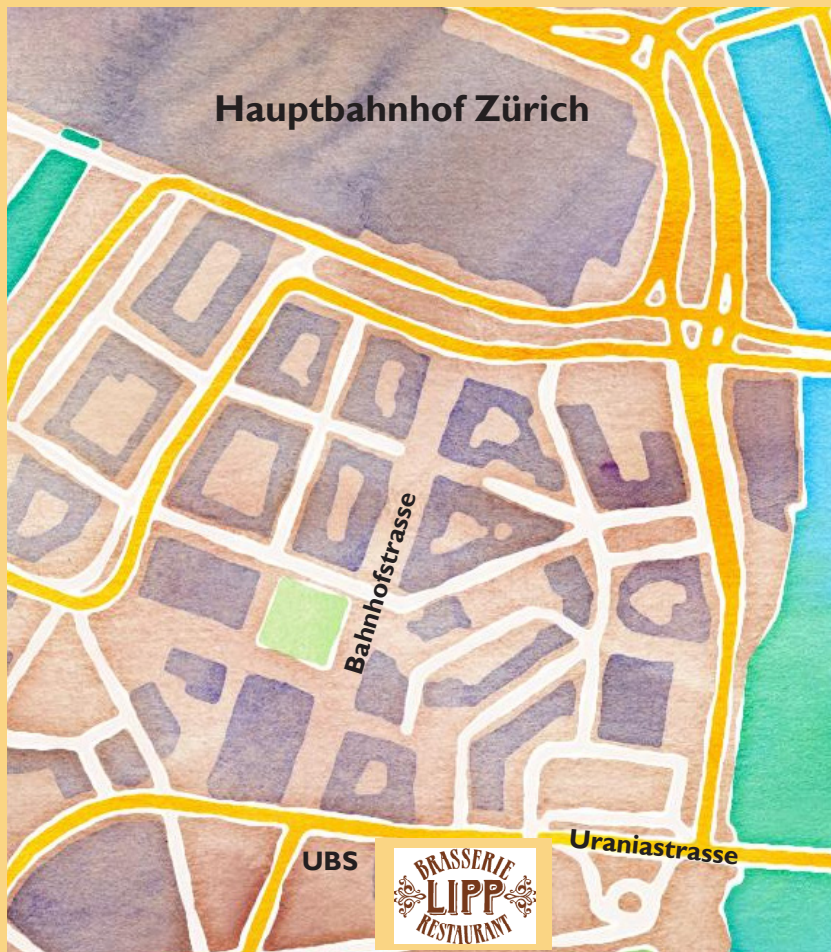 Hauptbahnhof Zürich
Bahnhofstrasse
Uraniastrasse
UBS
BRASSERIE
LIPP
RESTAURANT